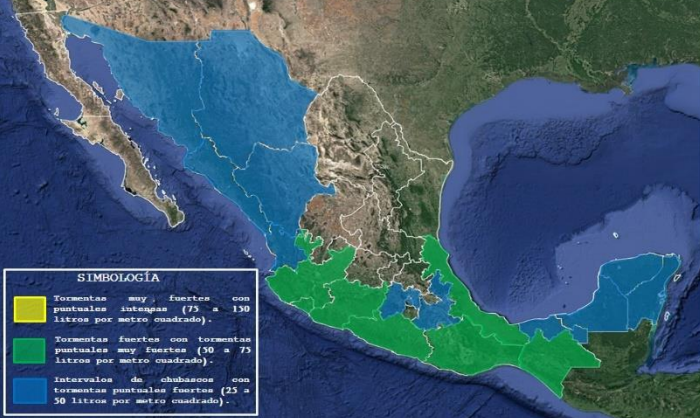 SIMBOLOGÍA
Tormentas muy fuertes con
puntuales intensas (75 a 150
litros por metro cuadrado).
Tormentas fuertes con tormentas
puntuales muy fuertes (50 a 75
litros por metro cuadrado).
Intervalos de chubascos con
tormentas puntuales fuertes (25 a
50 litros por metro cuadrado).